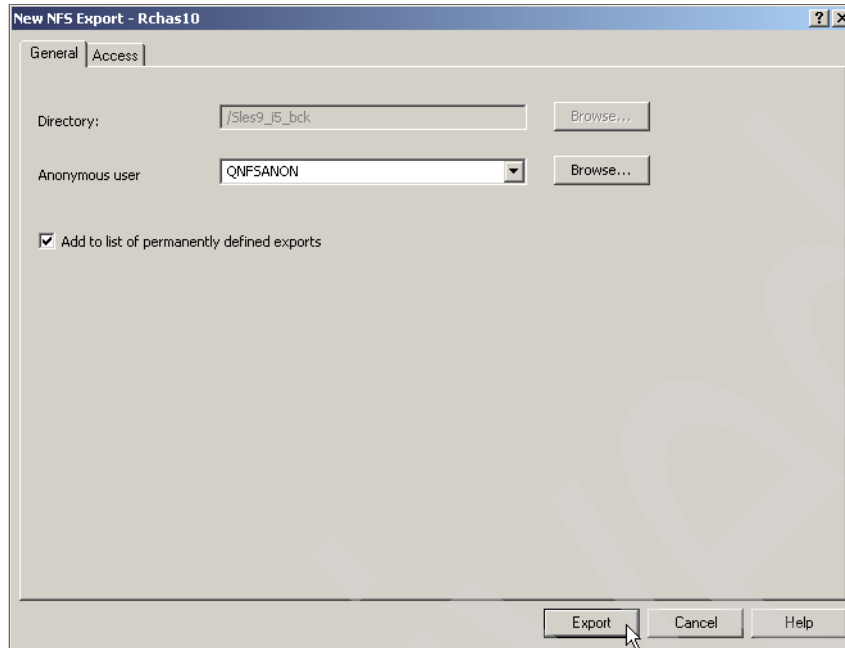 New NFS Export - Rchas10
General Access
Directory: /Sles9_i5_bck Browse...
Anonymous user QNFSANON Browse...
Add to list of permanently defined exports
Export Cancel Help